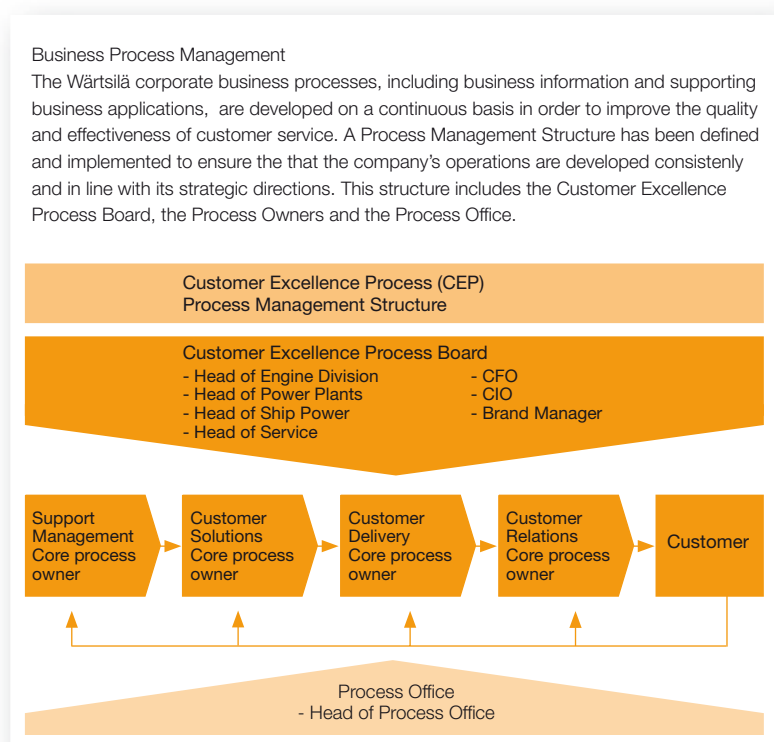 Business Process Management
The Wärtsilä corporate business processes, including business information and supporting
business applications,  are developed on a continuous basis in order to improve the quality
and effectiveness of customer service. A Process Management Structure has been defined
and implemented to ensure the that the company's operations are developed consistenly
and in line with its strategic directions. This structure includes the Customer Excellence
Process Board, the Process Owners and the Process Office.
Customer Excellence Process (CEP)
Process Management Structure
Customer Excellence Process Board
- Head of Engine Division
- Head of Power Plants
- Head of Ship Power
- Head of Service
- CFO
- CIO
- Brand Manager
Support
Management
Core process
owner
Customer
Solutions
Core process
owner
Customer
Delivery
Core process
owner
Customer
Relations
Core process
owner
Customer
Process Office
- Head of Process Office